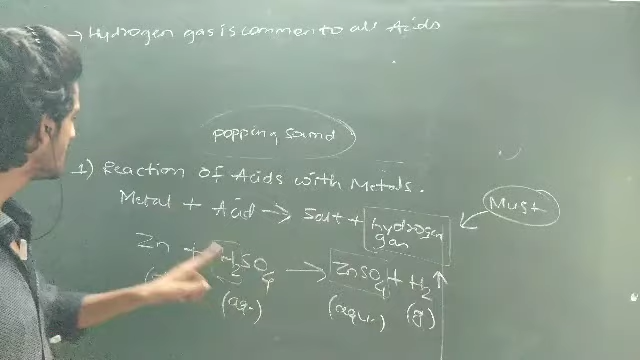 → Hydrogen gas is common to all Acids
popping sound
1) Reaction of Acids with Metals.
Metal + Acid → Salt + hydrogen gas
Must
Zn + H₂SO₄ → ZnSO₄ + H₂
(aq.) (aqu.) (g)